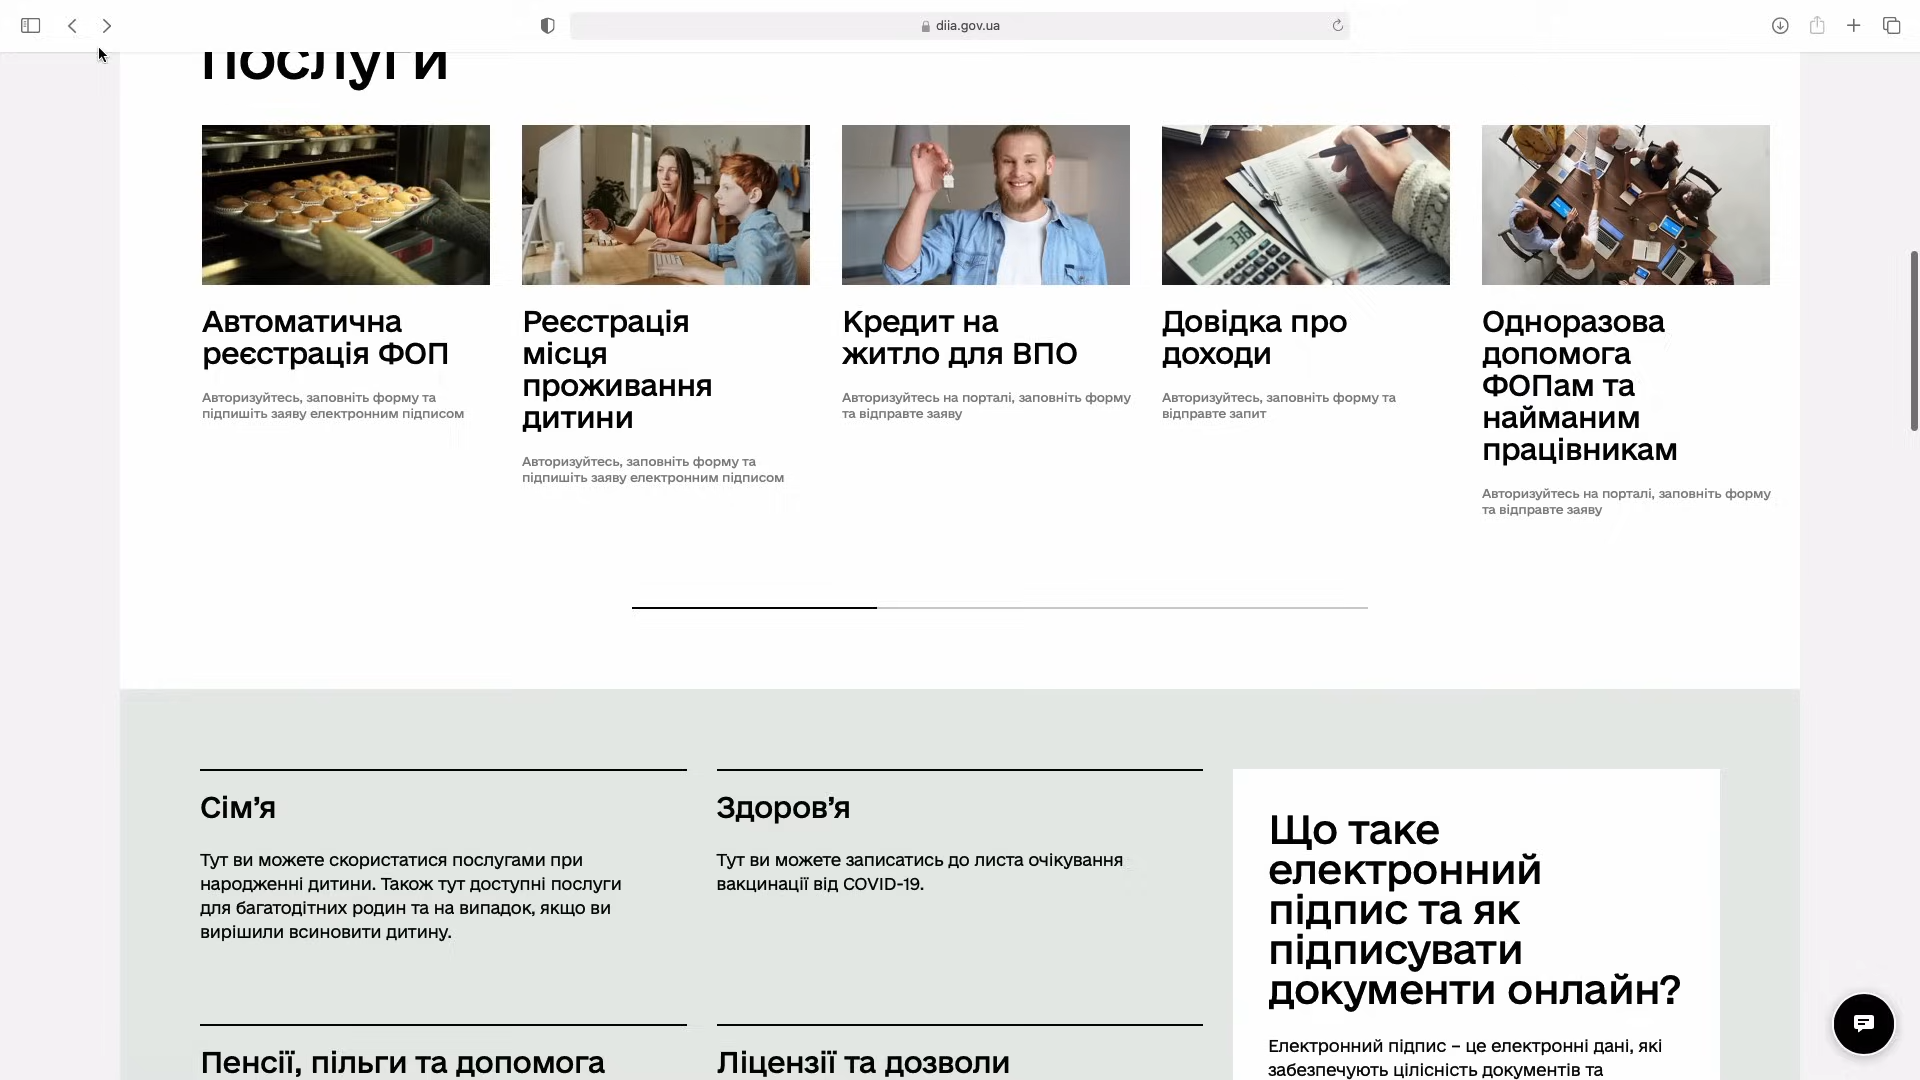 diia.gov.ua
послуги
Автоматична
реєстрація ФОП
Авторизуйтесь, заповніть форму та
підпишіть заяву електронним підписом
Реєстрація
місця
проживання
дитини
Авторизуйтесь, заповніть форму та
підпишіть заяву електронним підписом
Кредит на
житло для ВПО
Авторизуйтесь на порталі, заповніть форму
та відправте заяву
Довідка про
доходи
Авторизуйтесь, заповніть форму та
відправте запит
Одноразова
допомога
ФОПам та
найманим
працівникам
Авторизуйтесь на порталі, заповніть форму
та відправте заяву
Сім’я
Тут ви можете скористатися послугами при
народженні дитини. Також тут доступні послуги
для багатодітних родин та на випадок, якщо ви
вирішили всиновити дитину.
Здоров’я
Тут ви можете записатись до листа очікування
вакцинації від COVID-19.
Що таке
електронний
підпис та як
підписувати
документи онлайн?
Електронний підпис – це електронні дані, які
забезпечують цілісність документів та
Пенсії, пільги та допомога
Ліцензії та дозволи